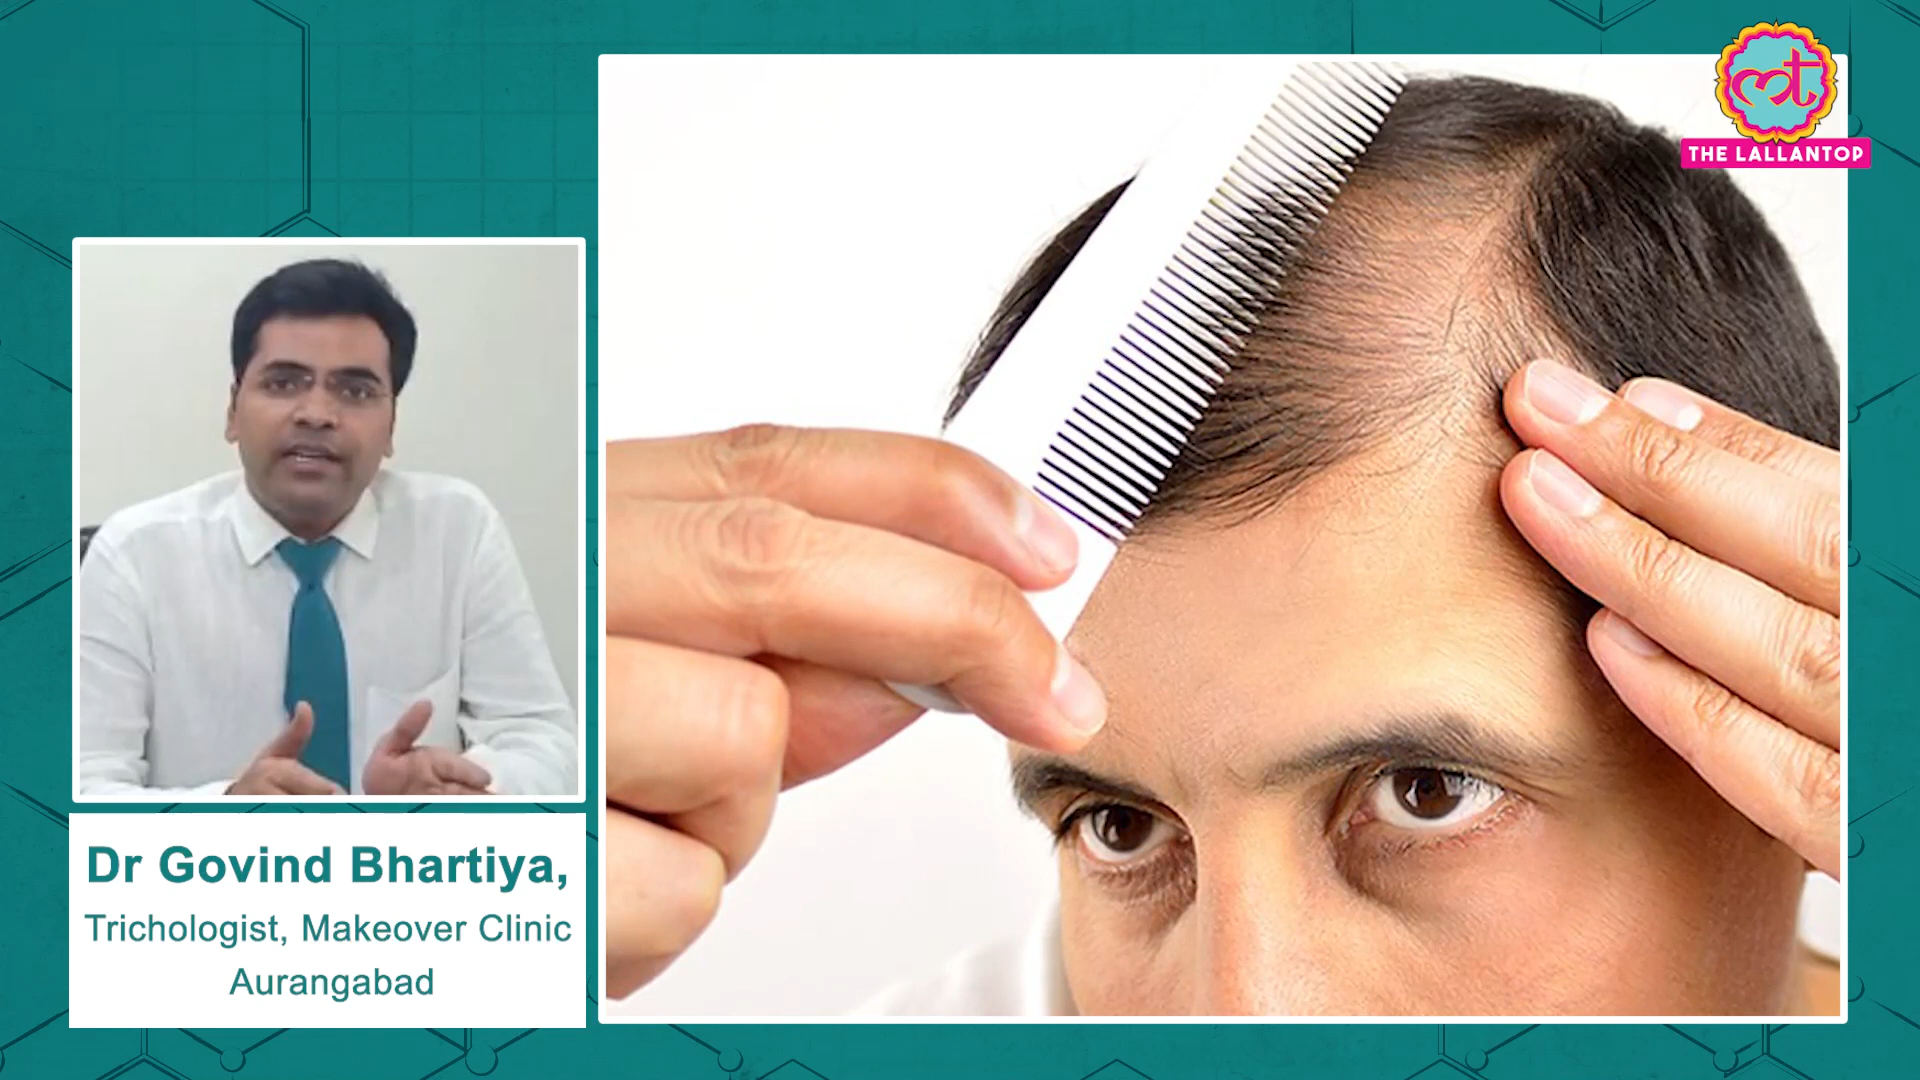 THE LALLANTOP
Dr Govind Bhartiya,
Trichologist, Makeover Clinic
Aurangabad